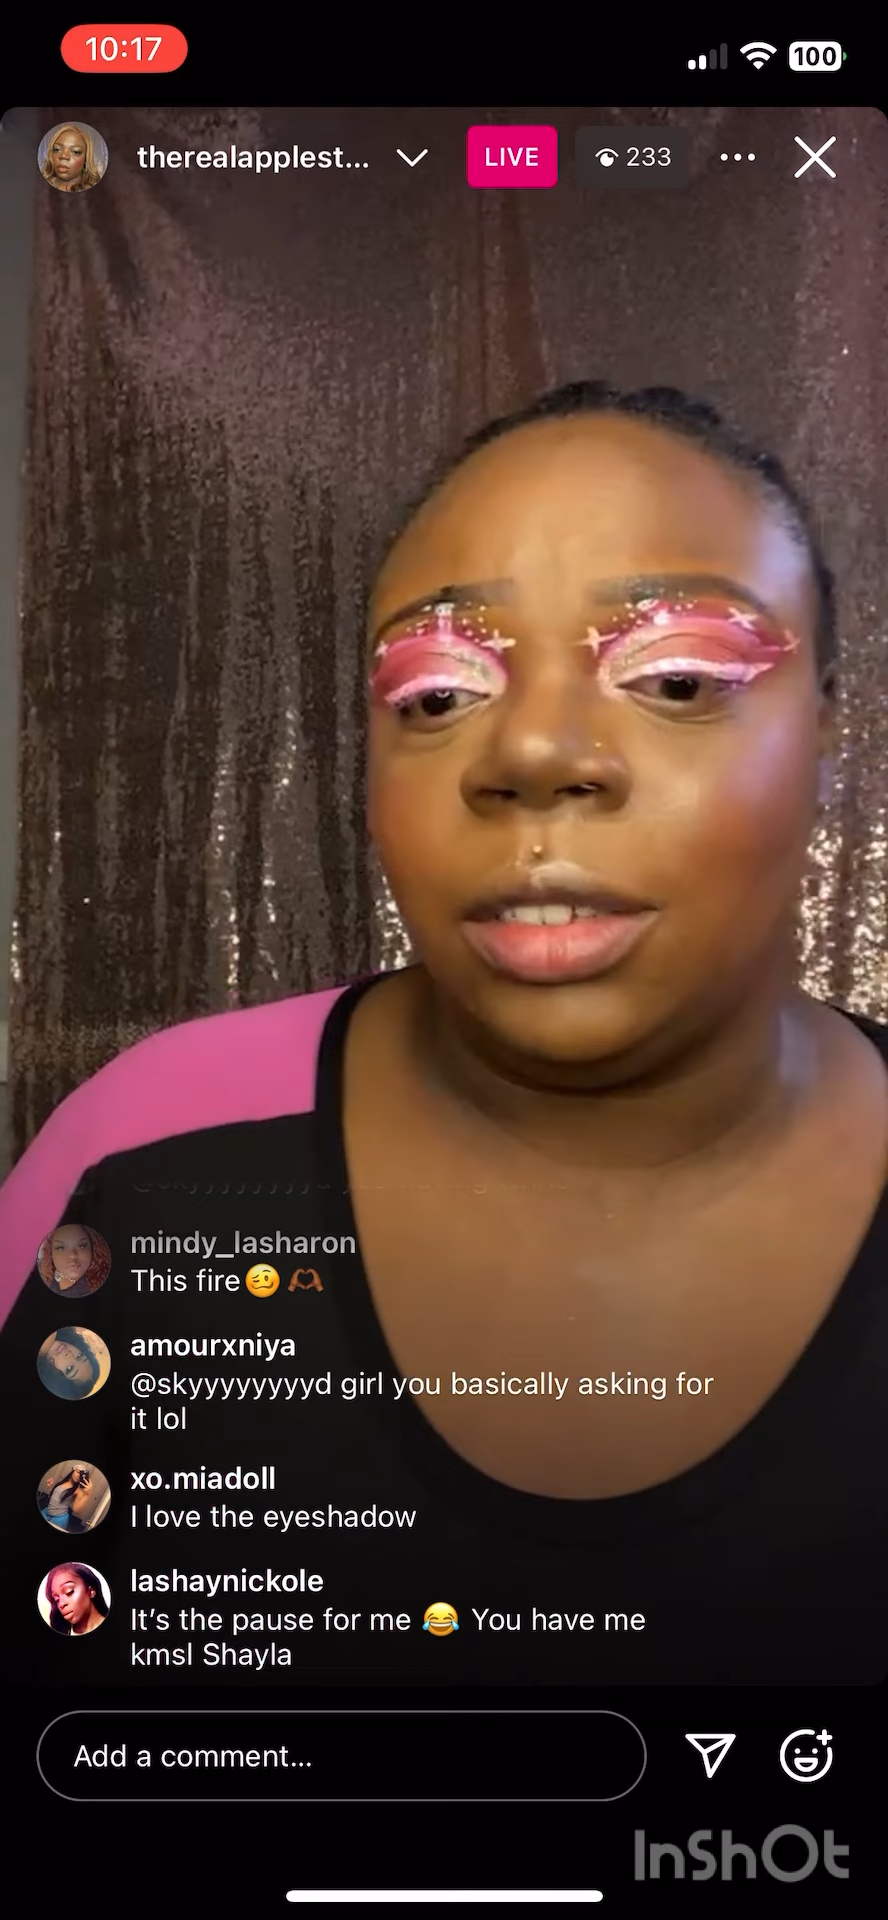 10:17
100
therealapplest...
LIVE
233
mindy_lasharon
This fire🥴🫶🏾
amourxniya
@skyyyyyyyyd girl you basically asking for
it lol
xo.miadoll
I love the eyeshadow
lashaynickole
It’s the pause for me 😂 You have me
kmsl Shayla
Add a comment...
InShOt